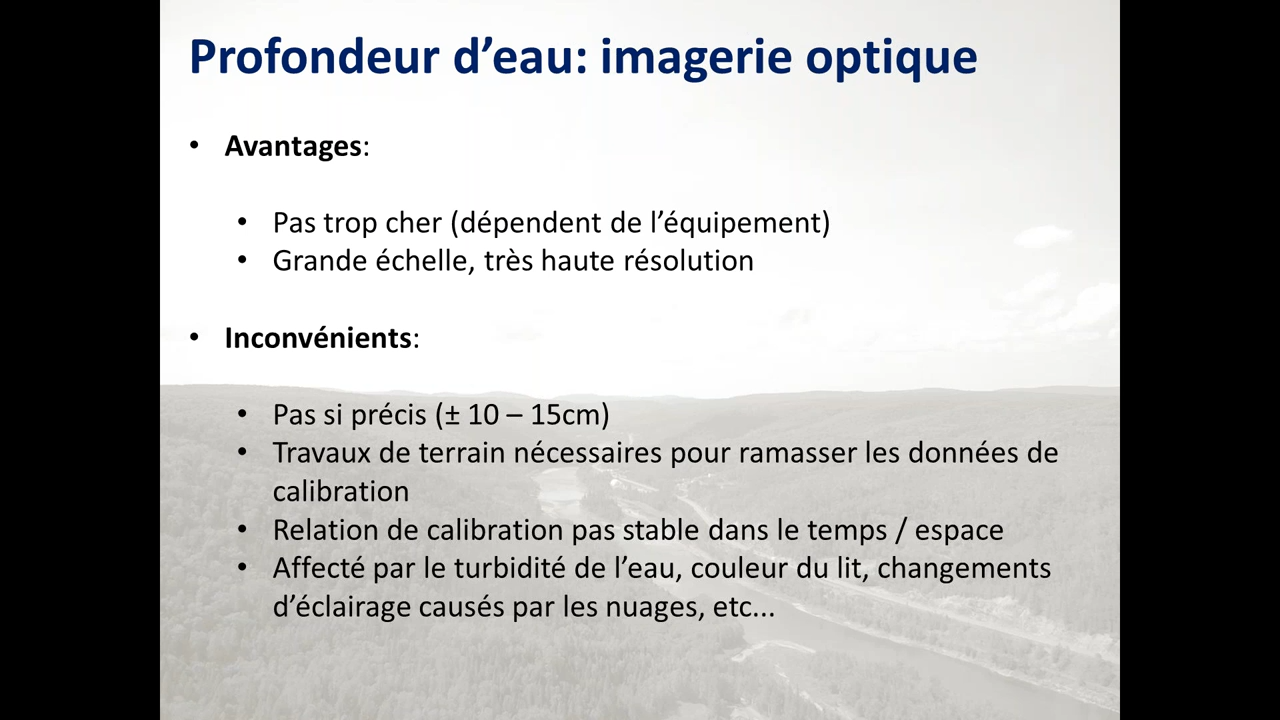 Profondeur d’eau: imagerie optique
• Avantages:
• Pas trop cher (dépendent de l’équipement)
• Grande échelle, très haute résolution
• Inconvénients:
• Pas si précis (± 10 – 15cm)
• Travaux de terrain nécessaires pour ramasser les données de
calibration
• Relation de calibration pas stable dans le temps / espace
• Affecté par le turbidité de l’eau, couleur du lit, changements
d’éclairage causés par les nuages, etc...